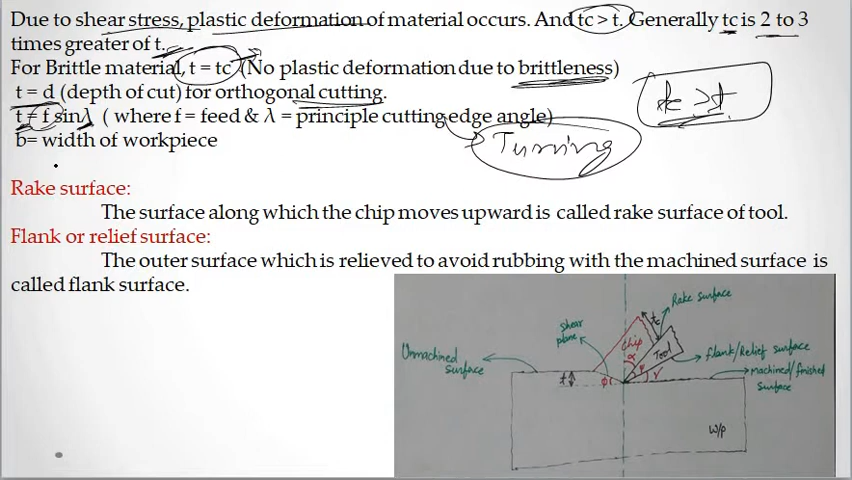 Due to shear stress, plastic deformation of material occurs. And tc > t. Generally tc is 2 to 3
times greater of t.
For Brittle material, t = tc (No plastic deformation due to brittleness)
t = d (depth of cut) for orthogonal cutting.
tc > t
t = f sinλ ( where f = feed & λ = principle cutting edge angle)
Turning
b= width of workpiece
Rake surface:
The surface along which the chip moves upward is called rake surface of tool.
Flank or relief surface:
The outer surface which is relieved to avoid rubbing with the machined surface is
called flank surface.
Rake surface
tc
shear
plane
Chip
α
Tool
flank/Relief surface
Unmachined
surface
t
φ
γ
machined/finished
surface
w/p